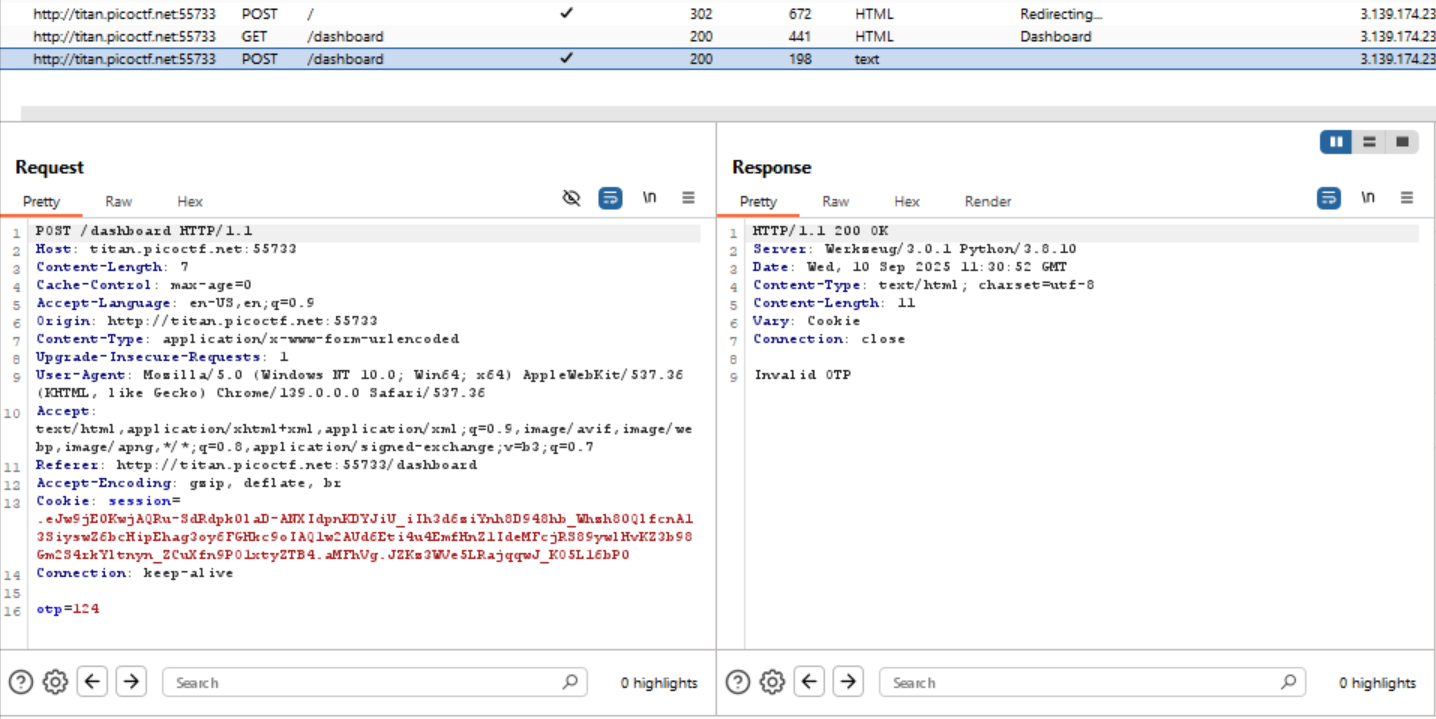 http://titan.picoctf.net:55733 POST / ✓ 302 672 HTML Redirecting... 3.139.174.23
http://titan.picoctf.net:55733 GET /dashboard 200 441 HTML Dashboard 3.139.174.23
http://titan.picoctf.net:55733 POST /dashboard ✓ 200 198 text 3.139.174.23
Request
Pretty Raw Hex \n
1 POST /dashboard HTTP/1.1
2 Host: titan.picoctf.net:55733
3 Content-Length: 7
4 Cache-Control: max-age=0
5 Accept-Language: en-US,en;q=0.9
6 Origin: http://titan.picoctf.net:55733
7 Content-Type: application/x-www-form-urlencoded
8 Upgrade-Insecure-Requests: 1
9 User-Agent: Mozilla/5.0 (Windows NT 10.0; Win64; x64) AppleWebKit/537.36
(KHTML, like Gecko) Chrome/139.0.0.0 Safari/537.36
10 Accept:
text/html,application/xhtml+xml,application/xml;q=0.9,image/avif,image/we
bp,image/apng,*/*;q=0.8,application/signed-exchange;v=b3;q=0.7
11 Referer: http://titan.picoctf.net:55733/dashboard
12 Accept-Encoding: gzip, deflate, br
13 Cookie: session=
14 Connection: keep-alive
15
16 otp=124
Search 0 highlights
Response
Pretty Raw Hex Render \n
1 HTTP/1.1 200 OK
2 Server: Werkzeug/3.0.1 Python/3.8.10
3 Date: Wed, 10 Sep 2025 11:30:52 GMT
4 Content-Type: text/html; charset=utf-8
5 Content-Length: 11
6 Vary: Cookie
7 Connection: close
8
9 Invalid OTP
Search 0 highlights